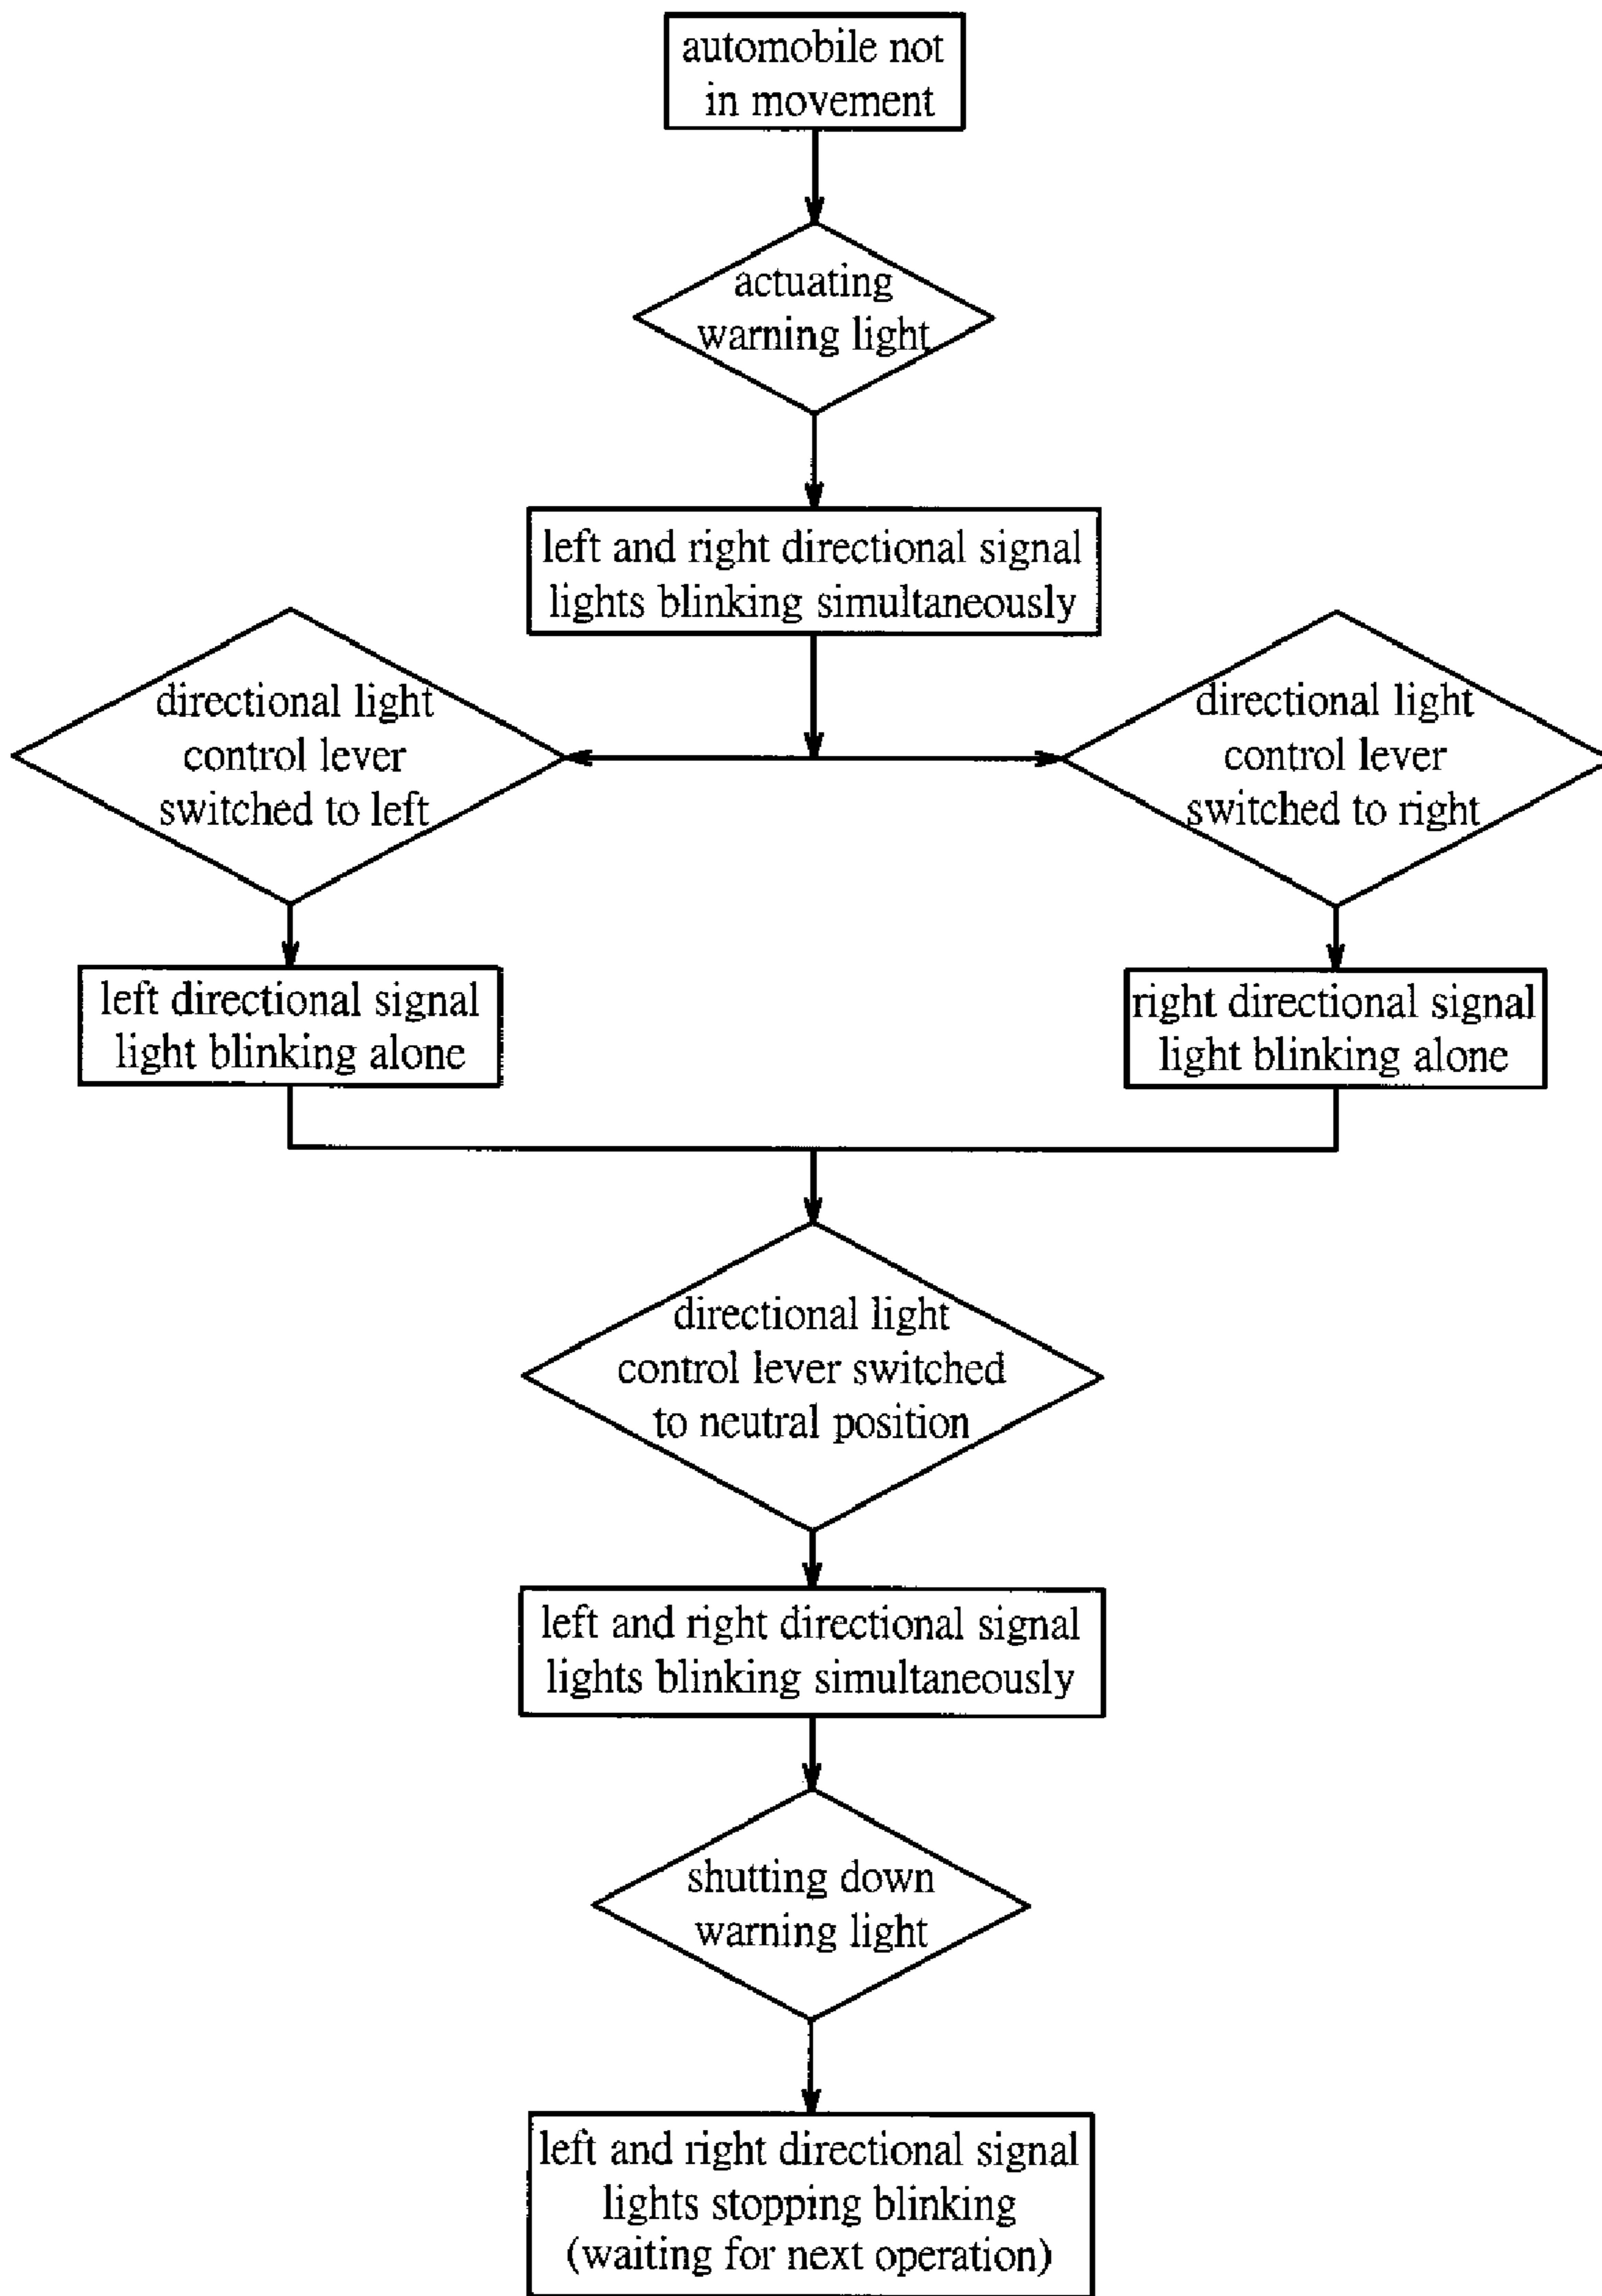 automobile not
in movement
actuating
warning light
left and right directional signal
lights blinking simultaneously
directional light
control lever
switched to left
directional light
control lever
switched to right
left directional signal
light blinking alone
right directional signal
light blinking alone
directional light
control lever switched
to neutral position
left and right directional signal
lights blinking simultaneously
shutting down
warning light
left and right directional signal
lights stopping blinking
(waiting for next operation)